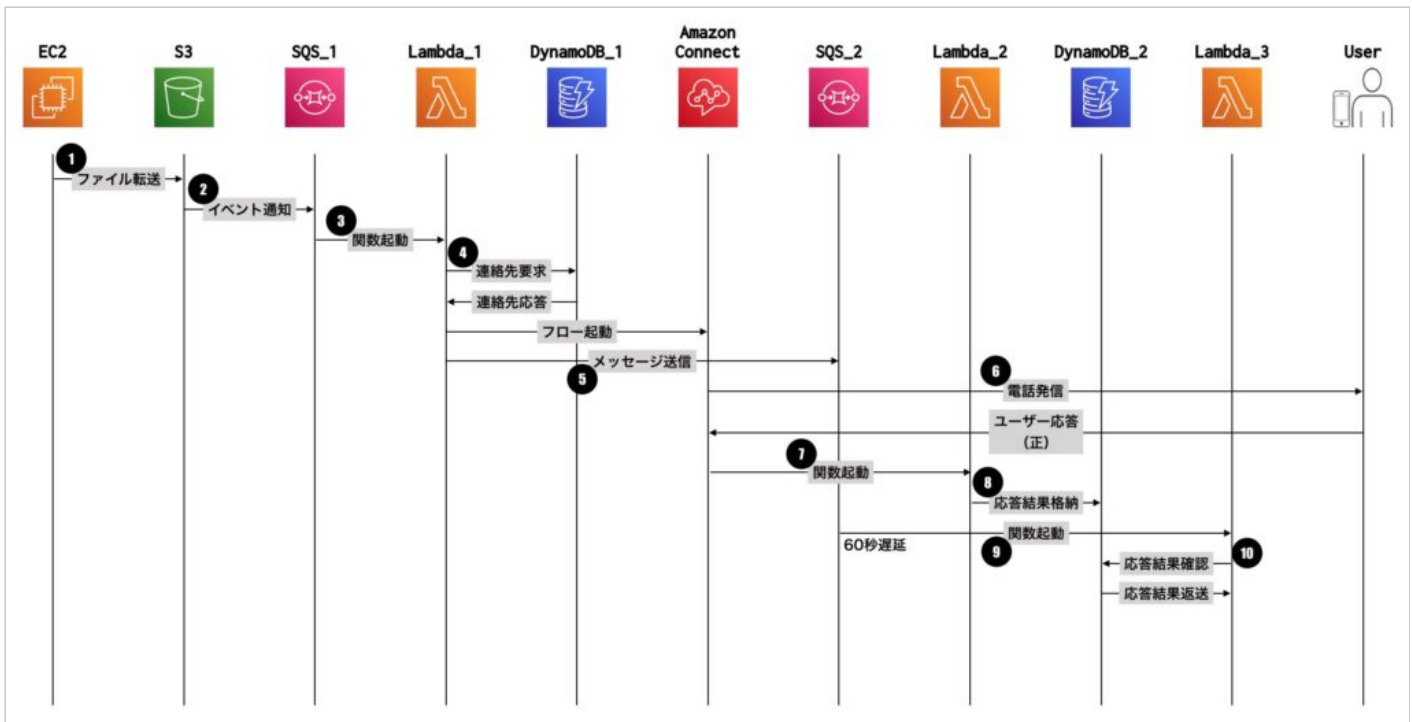 EC2
S3
SQS_1
Lambda_1
DynamoDB_1
Amazon
Connect
SQS_2
Lambda_2
DynamoDB_2
Lambda_3
User
1
ファイル転送
2
イベント通知
3
関数起動
4
連絡先要求
連絡先応答
フロー起動
メッセージ送信
5
6
電話発信
ユーザー応答
(正)
7
関数起動
8
応答結果格納
関数起動
60秒遅延
9
10
応答結果確認
応答結果返送